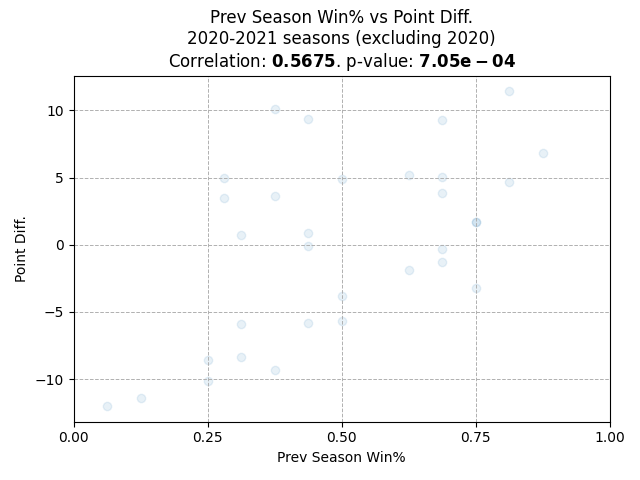 Prev Season Win% vs Point Diff.
2020-2021 seasons (excluding 2020)
Correlation: 0.5675. p-value: 7.05e − 04
Point Diff.
10
5
0
−5
−10
0.00 0.25 0.50 0.75 1.00
Prev Season Win%